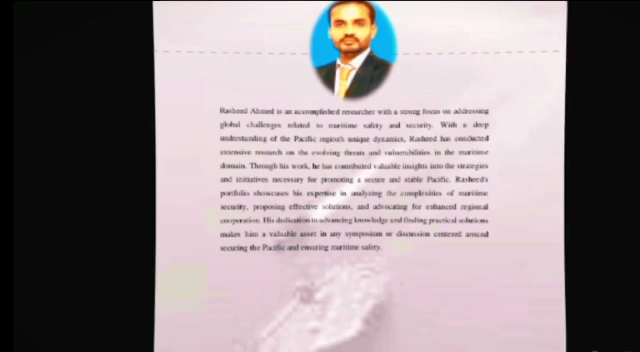 Rasheed Ahmed is an accomplished researcher with a strong focus on addressing
global challenges related to maritime safety and security. With a deep
understanding of the Pacific region's unique dynamics, Rasheed has conducted
extensive research on the evolving threats and vulnerabilities in the maritime
domain. Through his work, he has contributed valuable insights into the strategies
and initiatives necessary for promoting a secure and stable Pacific. Rasheed's
portfolio showcases his expertise in analyzing the complexities of maritime
security, proposing effective solutions, and advocating for enhanced regional
cooperation. His dedication to advancing knowledge and finding practical solutions
makes him a valuable asset in any symposium or discussion centered around
securing the Pacific and ensuring maritime safety.